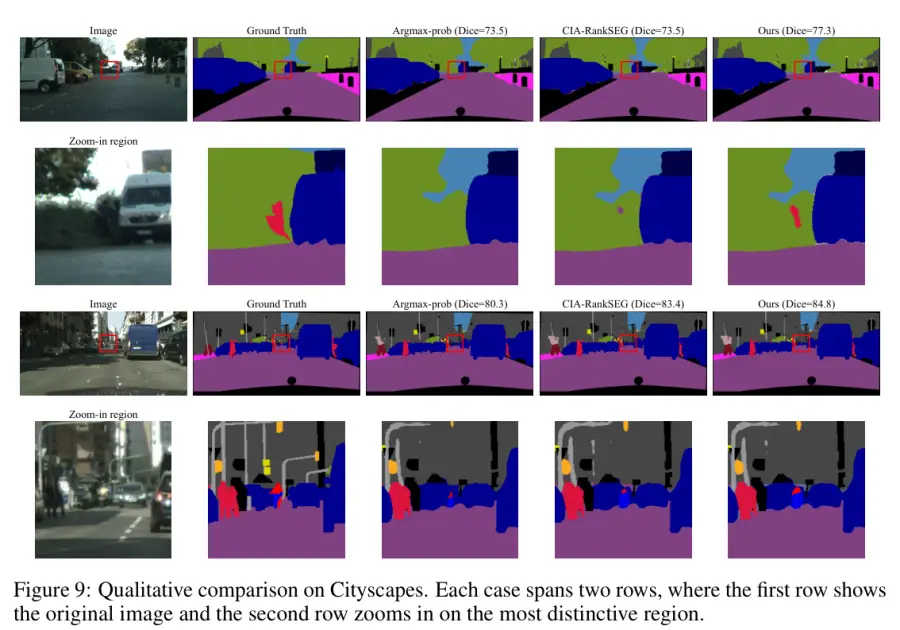 Image Ground Truth Argmax-prob (Dice=73.5) CIA-RankSEG (Dice=73.5) Ours (Dice=77.3)
Zoom-in region
Image Ground Truth Argmax-prob (Dice=80.3) CIA-RankSEG (Dice=83.4) Ours (Dice=84.8)
Zoom-in region
Figure 9: Qualitative comparison on Cityscapes. Each case spans two rows, where the first row shows
the original image and the second row zooms in on the most distinctive region.